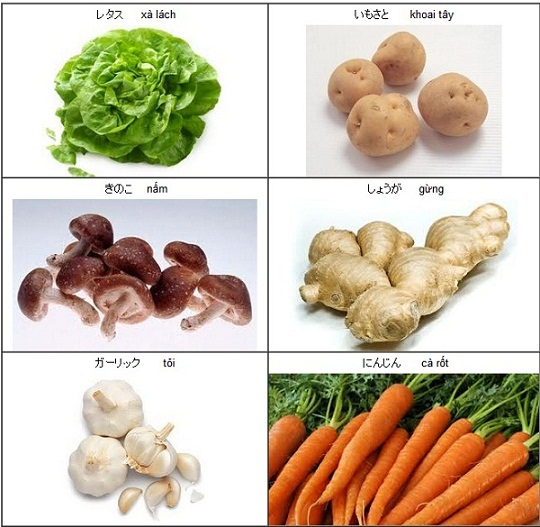 レタス xà lách
いもさと khoai tây
きのこ nấm
しょうが gừng
ガーリック tỏi
にんじん cà rốt